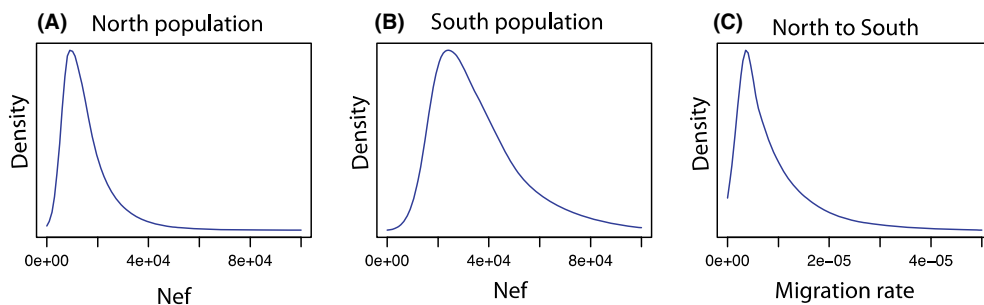 (A) North population
Density
0e+00 4e+04 8e+04
Nef
(B) South population
Density
0e+00 4e+04 8e+04
Nef
(C) North to South
Density
0e+00 2e-05 4e-05
Migration rate